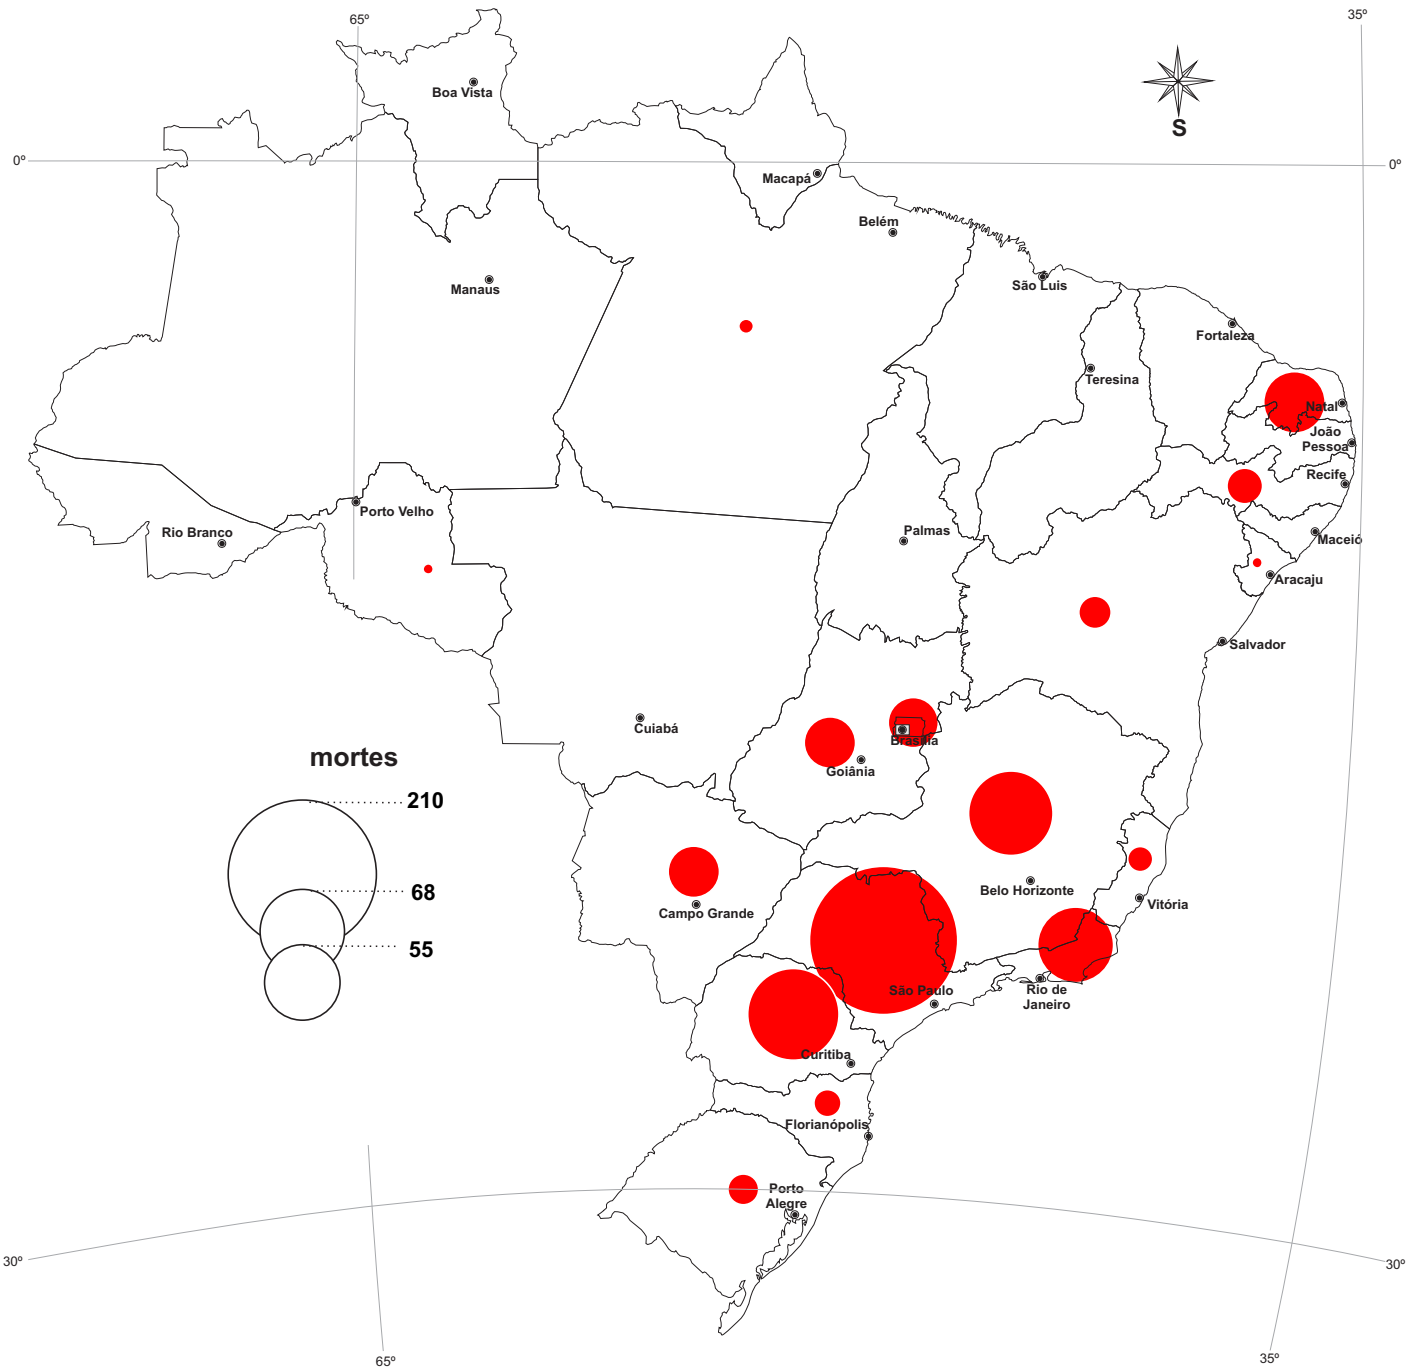 65º
35º
Boa Vista
S
0º
0º
Macapá
Belém
Manaus
São Luis
Fortaleza
Teresina
Natal
João
Pessoa
Recife
Porto Velho
Rio Branco
Palmas
Maceió
Aracaju
Salvador
Cuiabá
Brasília
Goiânia
mortes
210
68
55
Belo Horizonte
Campo Grande
Vitória
São Paulo
Rio de
Janeiro
Curitiba
Florianópolis
Porto
Alegre
30º
30º
65º
35º